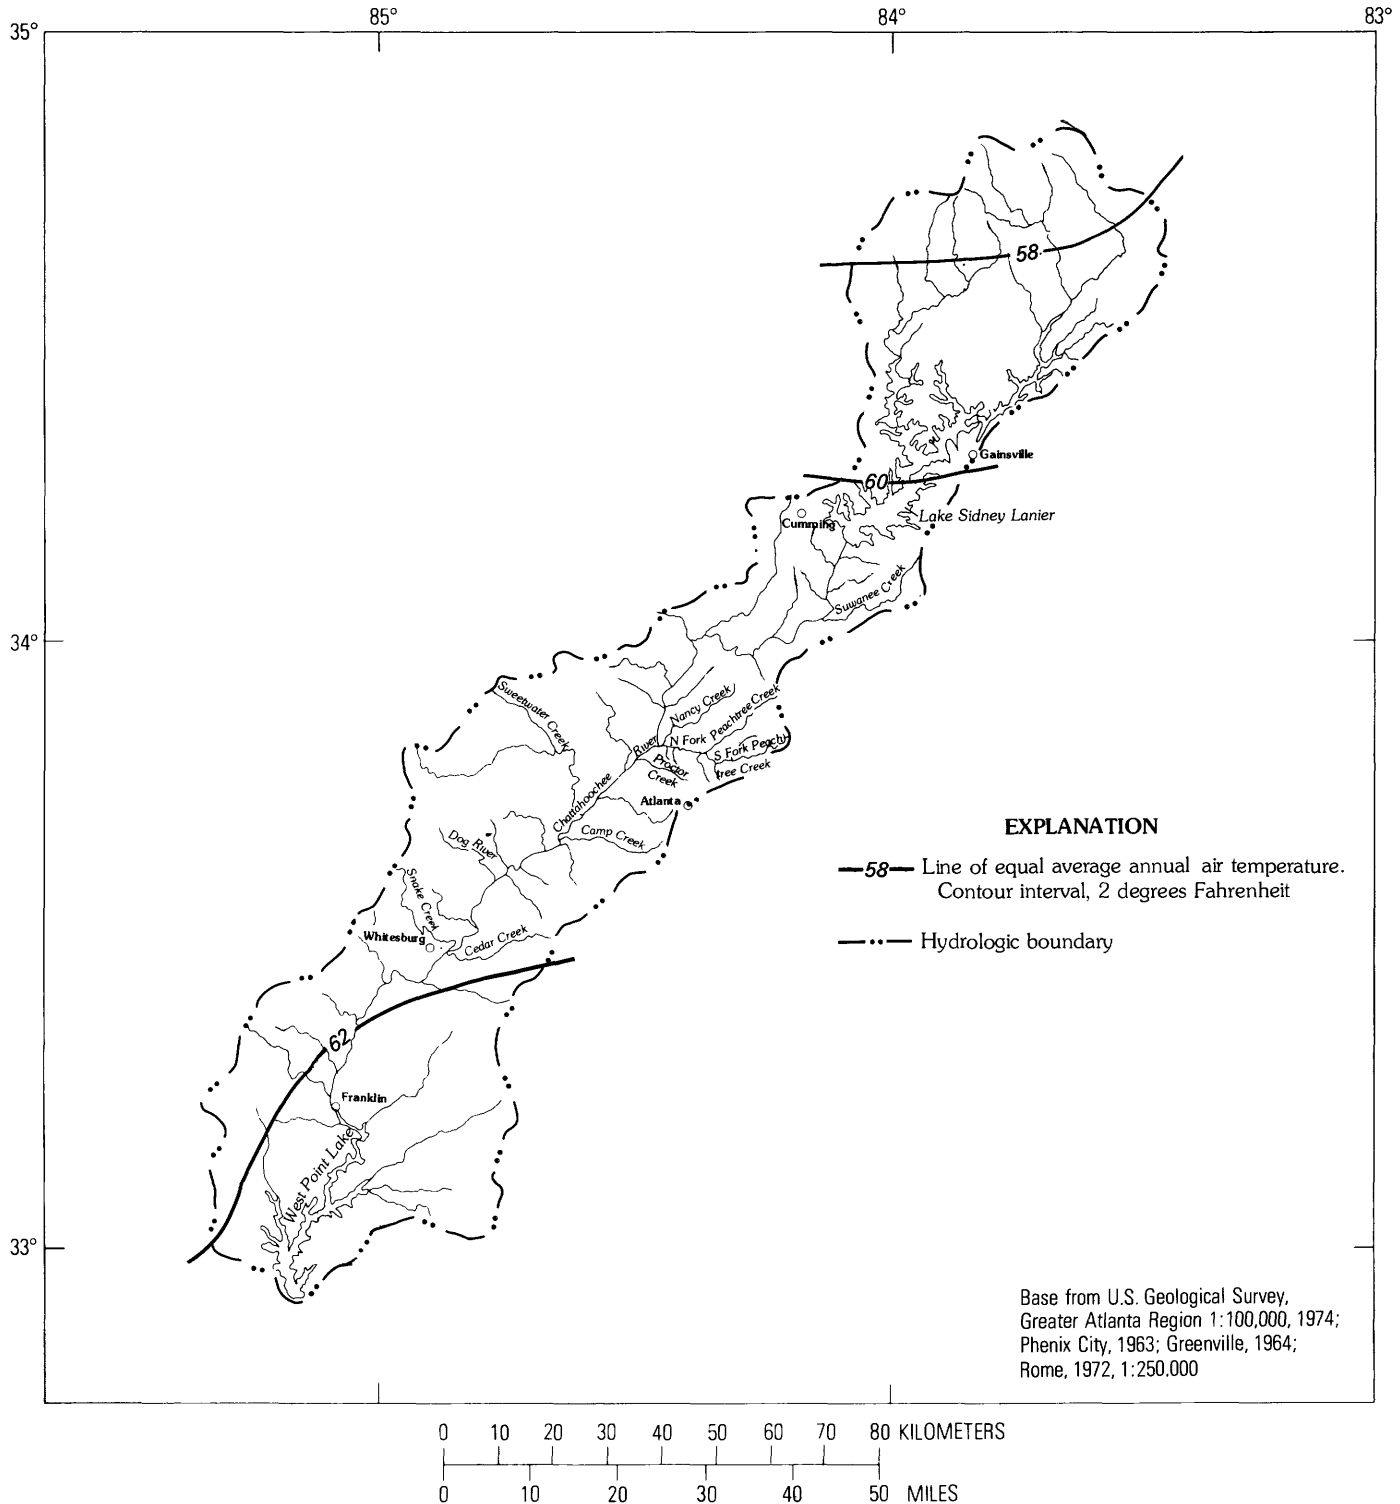 85°
84°
83°
35°
58
Gainsville
60
Lake Sidney Lanier
Cumming
Suwanee Creek
34°
Sweetwater Creek
Nancy Creek
N Fork Peachtree Creek
River
S Fork Peach-
tree Creek
Proctor
Creek
Chattahoochee
Atlanta
Camp Creek
Dog River
EXPLANATION
58 Line of equal average annual air temperature.
Contour interval, 2 degrees Fahrenheit
Snake Creek
Whitesburg
Cedar Creek
Hydrologic boundary
62
Franklin
West Point Lake
33°
Base from U.S. Geological Survey,
Greater Atlanta Region 1:100,000, 1974;
Phenix City, 1963; Greenville, 1964;
Rome, 1972, 1:250.000
0 10 20 30 40 50 60 70 80 KILOMETERS
0 10 20 30 40 50 MILES